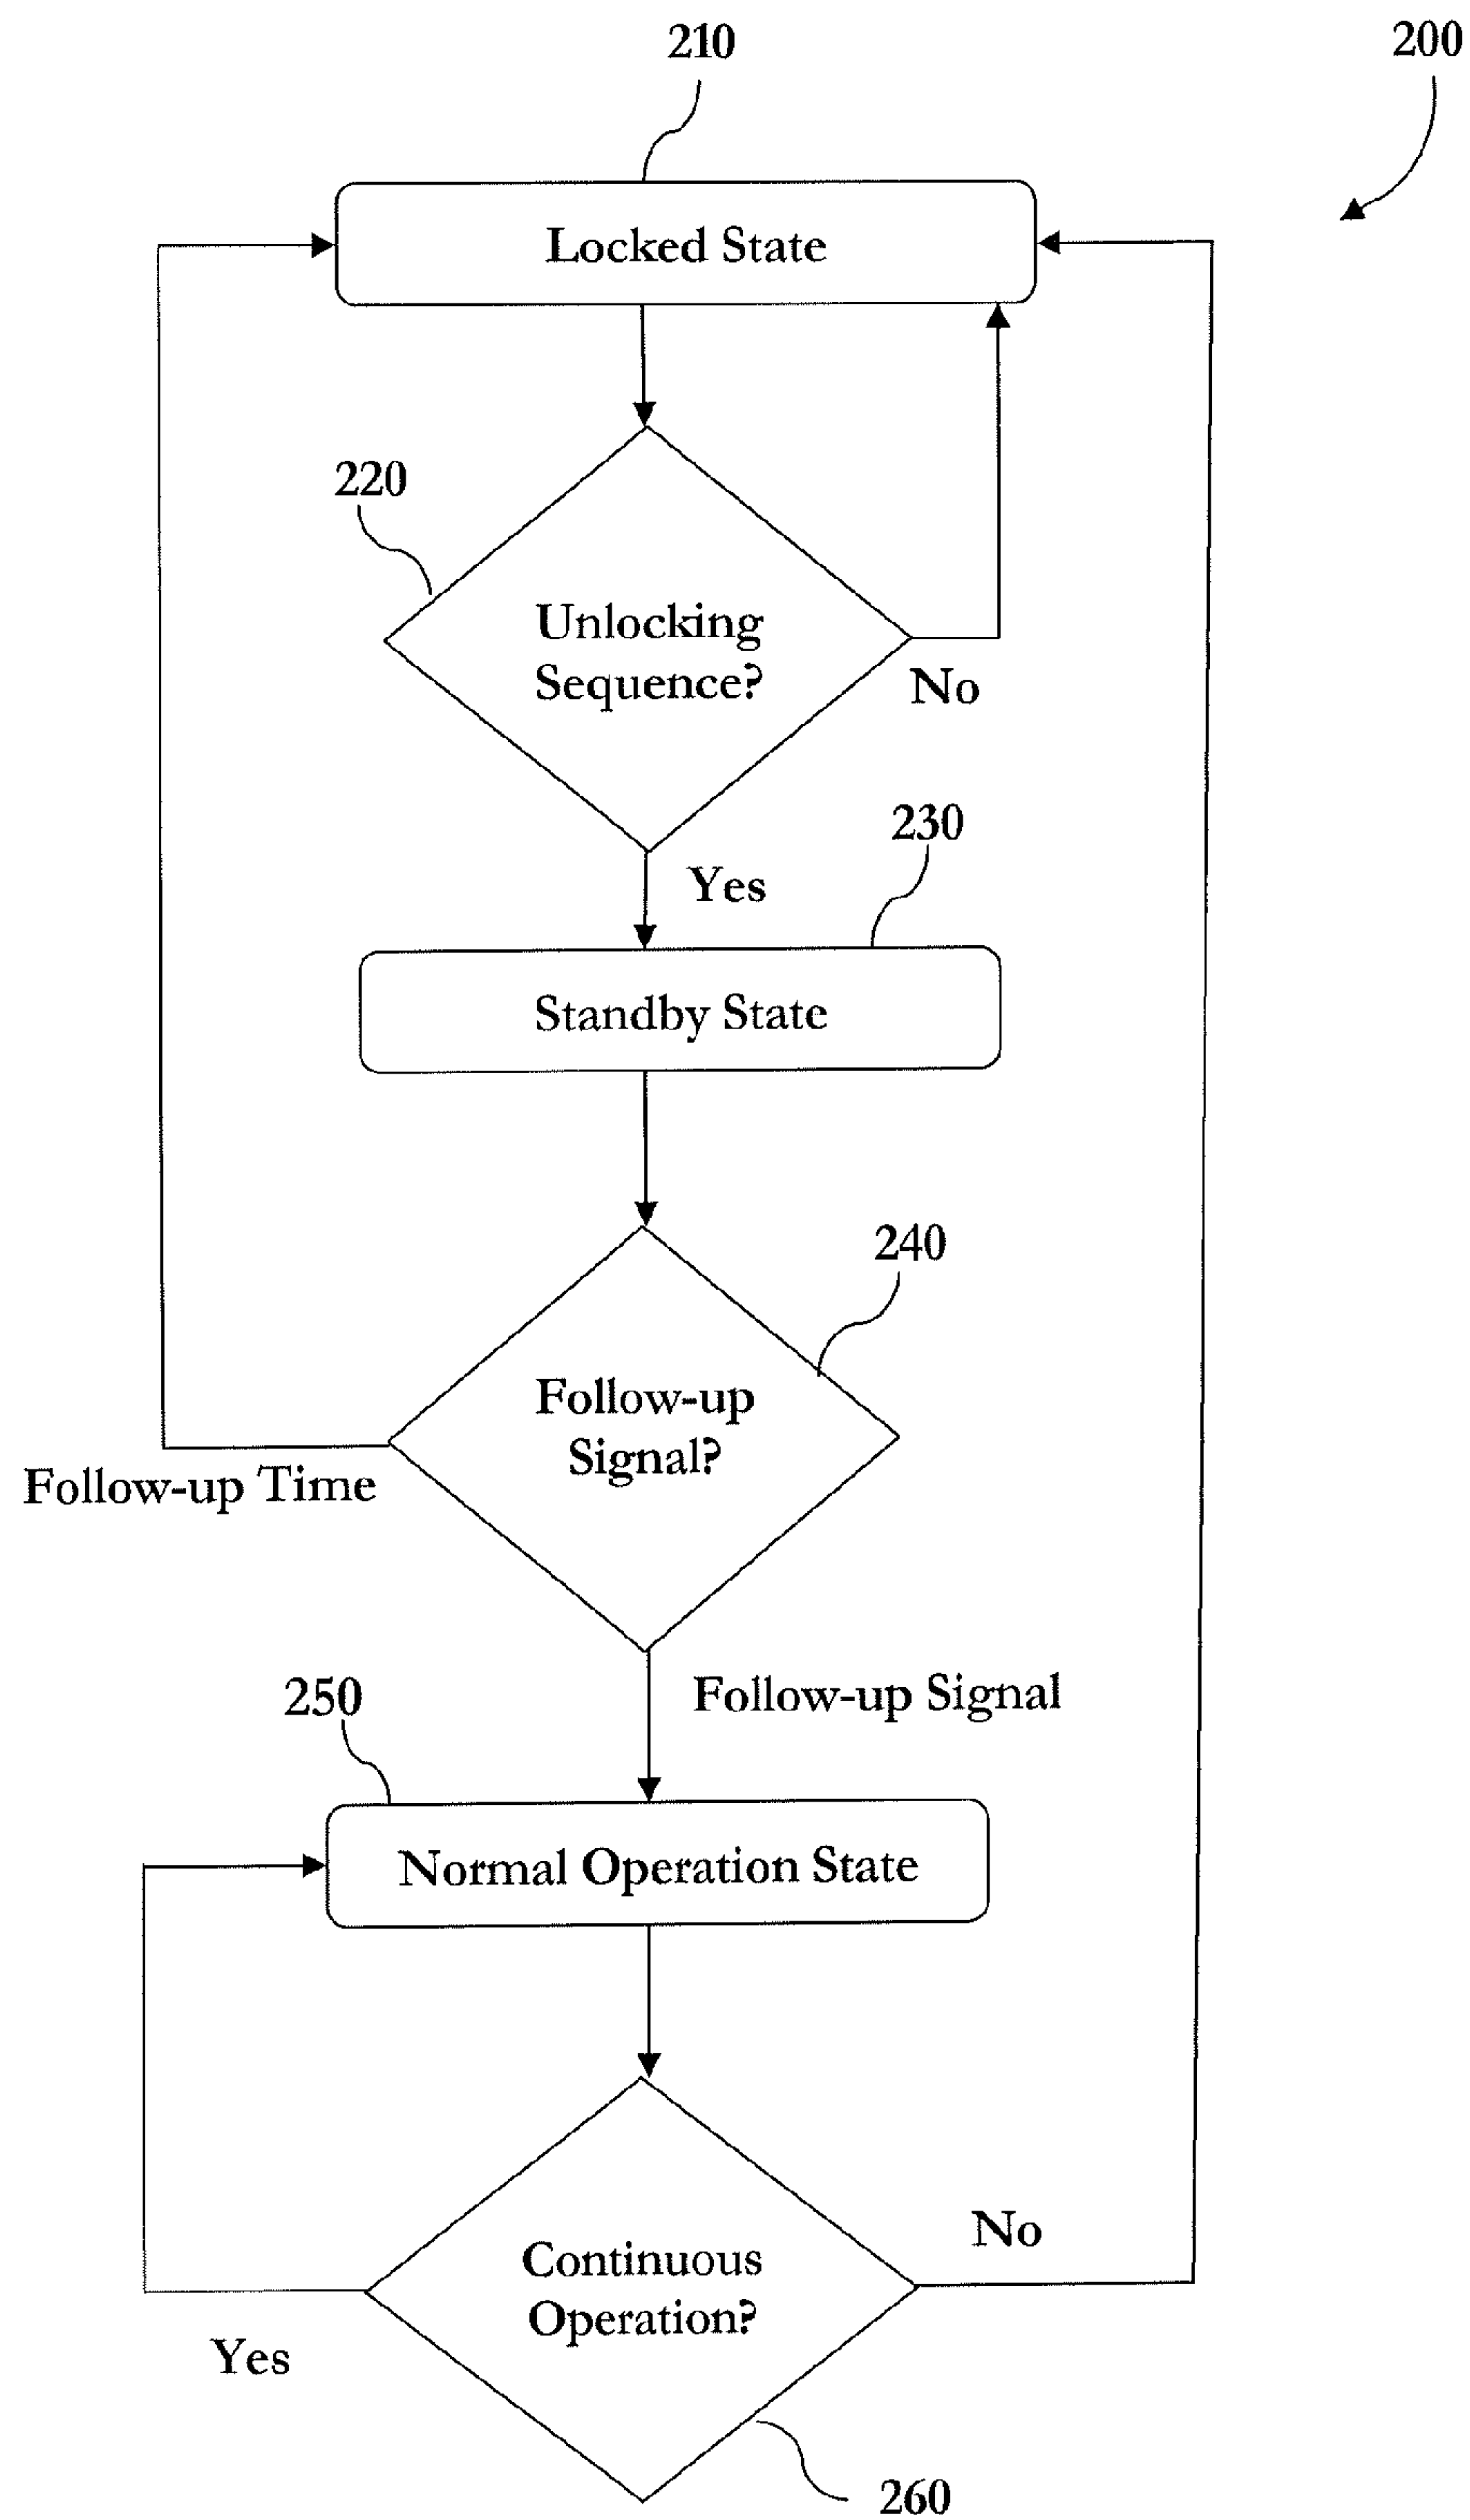 210
200
Locked State
220
Unlocking
Sequence?
No
230
Yes
Standby State
240
Follow-up
Signal?
Follow-up Time
250
Follow-up Signal
Normal Operation State
No
Continuous
Operation?
Yes
260